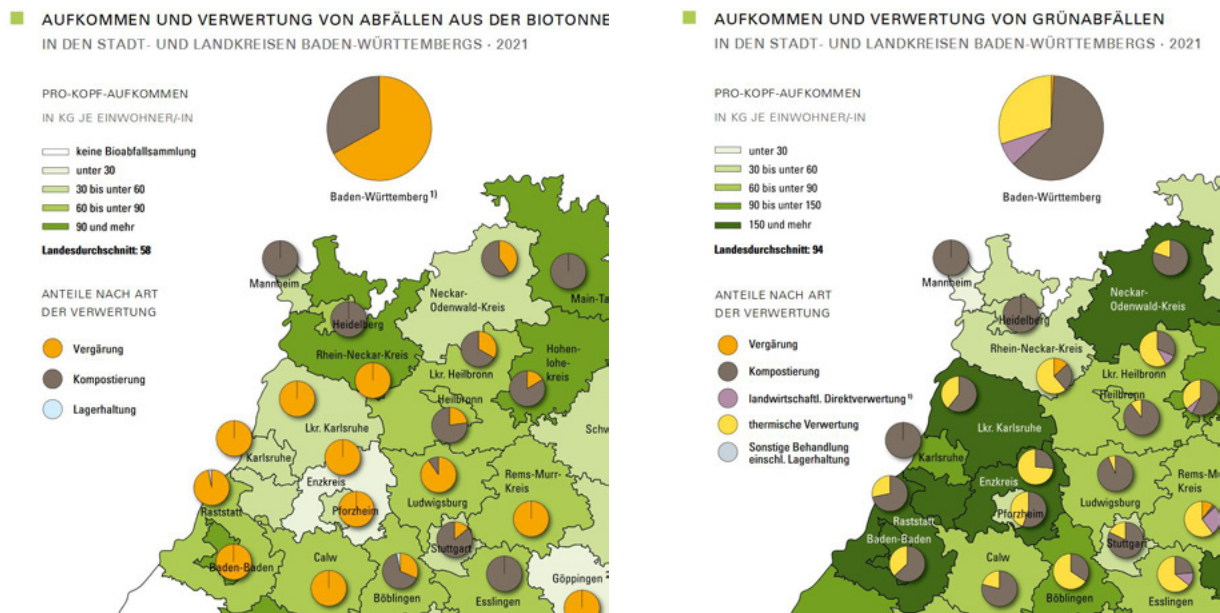 AUFKOMMEN UND VERWERTUNG VON ABFÄLLEN AUS DER BIOTONNE
IN DEN STADT- UND LANDKREISEN BADEN-WÜRTTEMBERGS · 2021
PRO-KOPF-AUFKOMMEN
IN KG JE EINWOHNER/-IN
keine Bioabfallsammlung
unter 30
30 bis unter 60
60 bis unter 90
90 und mehr
Landesdurchschnitt: 58
Baden-Württemberg 1)
ANTEILE NACH ART
DER VERWERTUNG
Vergärung
Kompostierung
Lagerhaltung
Mannheim
Heidelberg
Neckar-
Odenwald-Kreis
Main-Ta
Rhein-Neckar-Kreis
Lkr. Heilbronn
Hohen-
lohe-
kreis
Heilbronn
Lkr. Karlsruhe
Schw
Karlsruhe
Enzkreis
Ludwigsburg
Rems-Murr-
Kreis
Raststatt
Pforzheim
Stuttgart
Baden-Baden
Calw
Böblingen
Esslingen
Göppingen
AUFKOMMEN UND VERWERTUNG VON GRÜNABFÄLLEN
IN DEN STADT- UND LANDKREISEN BADEN-WÜRTTEMBERGS · 2021
PRO-KOPF-AUFKOMMEN
IN KG JE EINWOHNER/-IN
unter 30
30 bis unter 60
60 bis unter 90
90 bis unter 150
150 und mehr
Landesdurchschnitt: 94
Baden-Württemberg
ANTEILE NACH ART
DER VERWERTUNG
Vergärung
Kompostierung
landwirtschaftl. Direktverwertung
thermische Verwertung
Sonstige Behandlung
einschl. Lagerhaltung
Mannheim
Heidelberg
Neckar-
Odenwald-Kreis
Rhein-Neckar-Kreis
Lkr. Heilbronn
Heilbronn
Lkr. Karlsruhe
Karlsruhe
Enzkreis
Ludwigsburg
Rems-Mu
Kreis
Raststatt
Pforzheim
Stuttgart
Baden-Baden
Calw
Böblingen
Esslingen